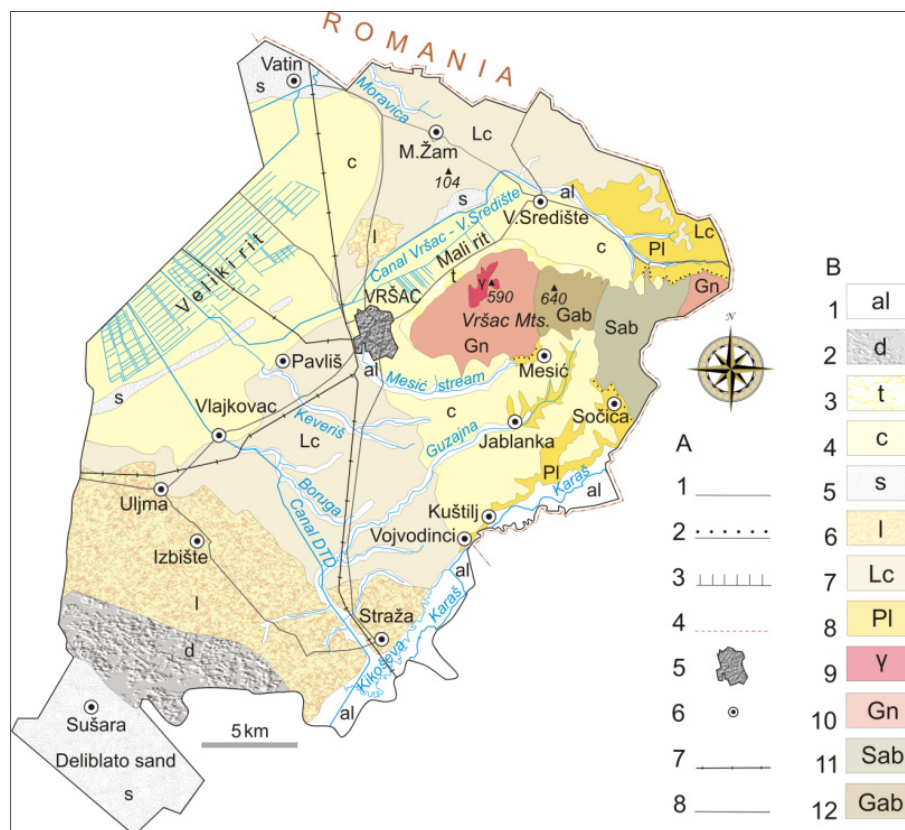 ROMANIA
Vatin
s
Moravica
Lc
M.Žam
c
104
s
al
V.Središte
l
Canal Vršac - V.Središte
Mali rit
c
Pl
Lc
Veliki rit
t
VRŠAC
γ
590
640
Gab
Gn
Vršac Mts.
Sab
Gn
Pavliš
al
Mesić stream
Mesić
s
Vlajkovac
Keveriš
c
Sočica
Lc
Guzajna
Jablanka
Uljma
Boruga
Pl
Karaš
al
Canal DTD
Kuštilj
Izbište
Vojvodinci
al
l
Straža
Karaš
d
Kikoševa
al
Sušara
5 km
Deliblato sand
s
N
A
1
2
3
4
5
6
7
8
B
1 al
2 d
3 t
4 c
5 s
6 l
7 Lc
8 Pl
9 γ
10 Gn
11 Sab
12 Gab